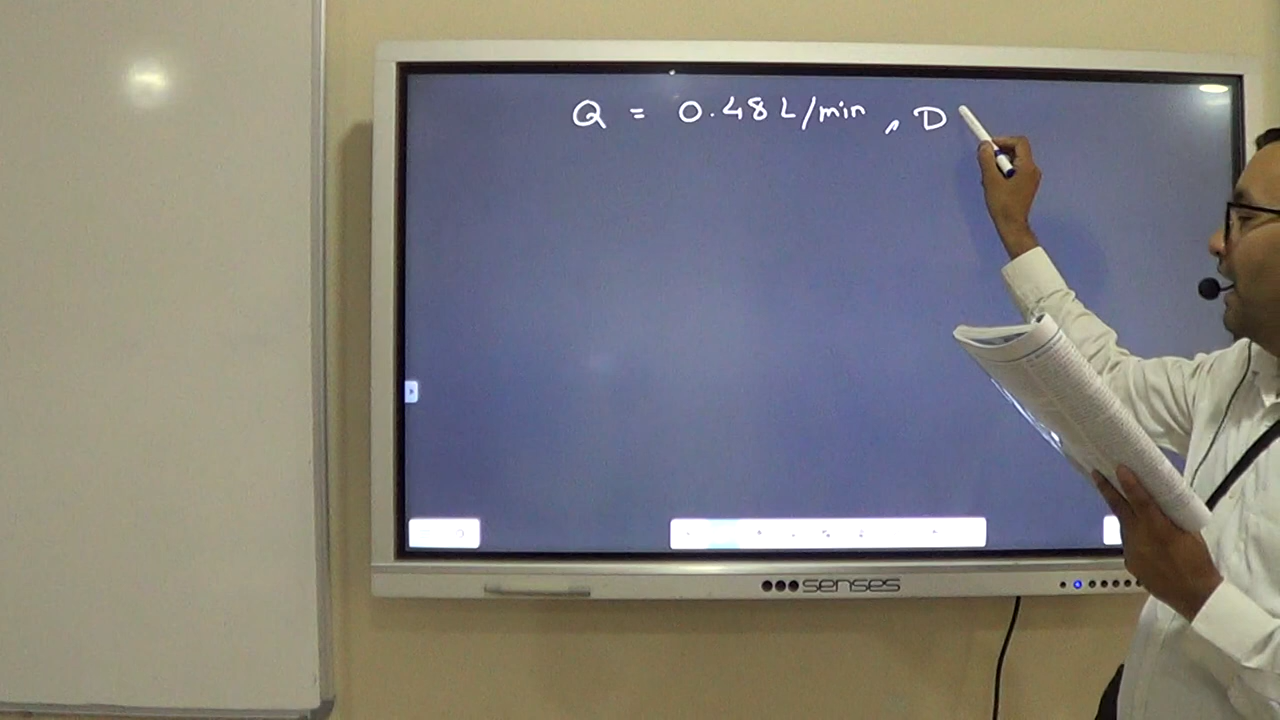 Q = 0.48 L/min , D
senses